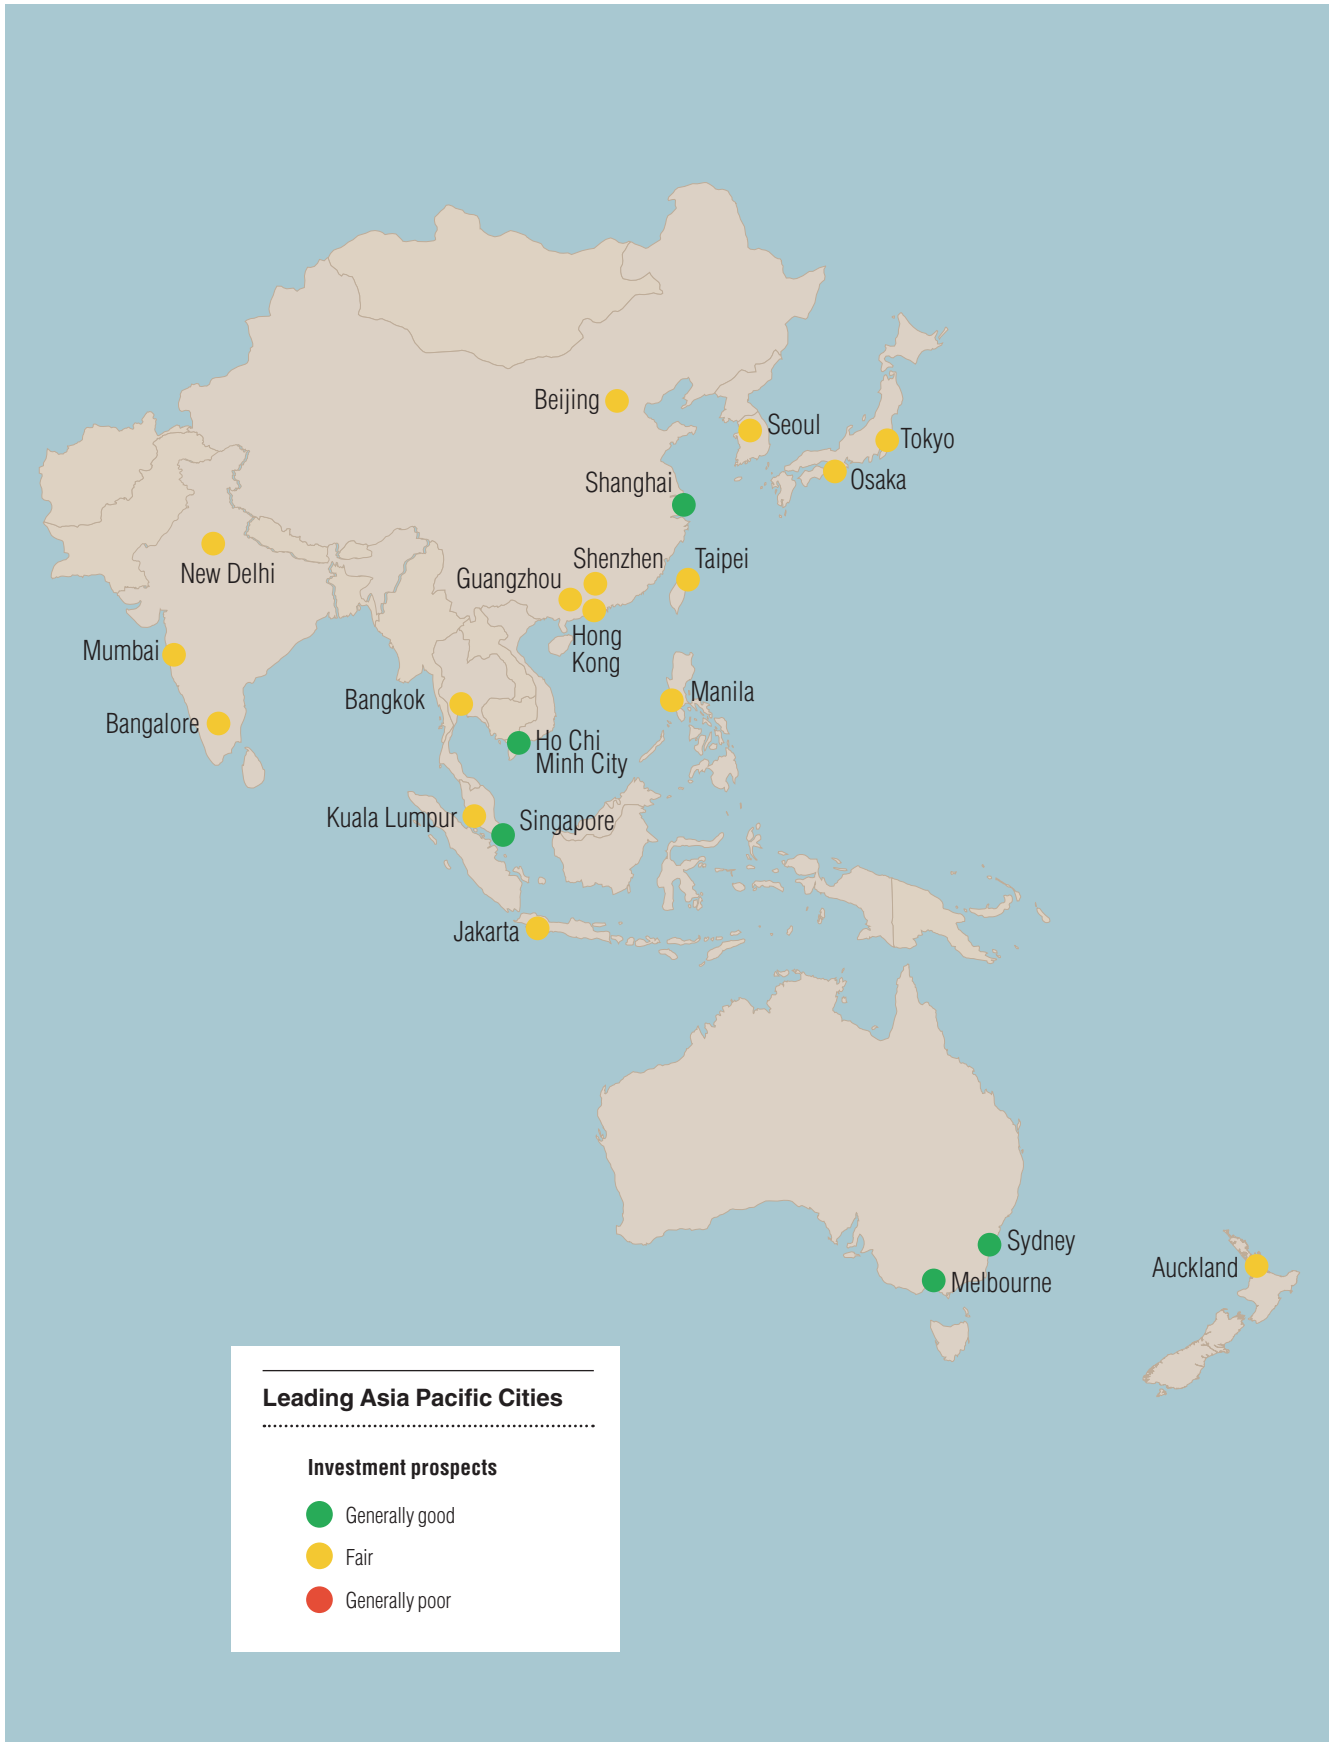 Beijing
Seoul
Tokyo
Osaka
Shanghai
New Delhi
Shenzhen
Taipei
Guangzhou
Hong
Kong
Mumbai
Manila
Bangkok
Bangalore
Ho Chi
Minh City
Kuala Lumpur
Singapore
Jakarta
Sydney
Auckland
Melbourne
Leading Asia Pacific Cities
Investment prospects
Generally good
Fair
Generally poor